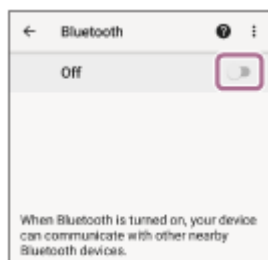 Bluetooth
Off
When Bluetooth is turned on, your device
can communicate with other nearby
Bluetooth devices.